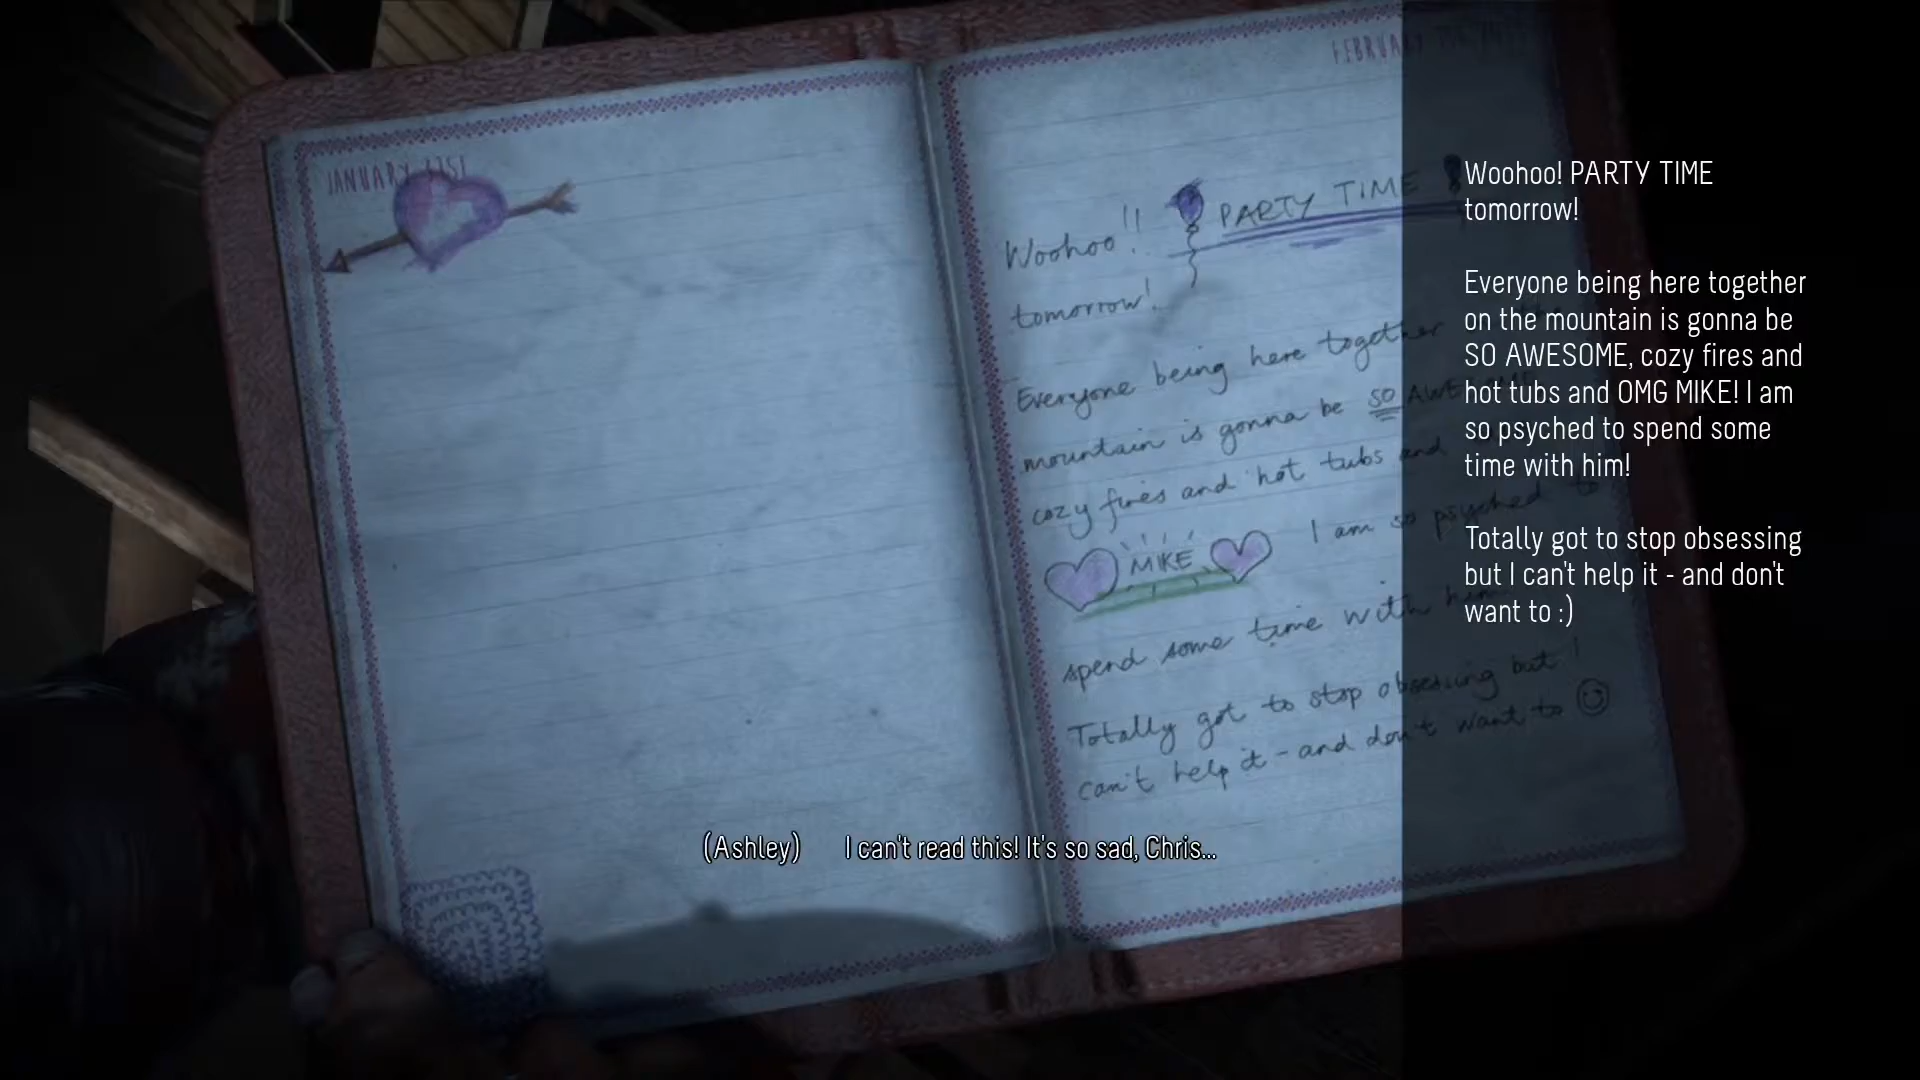 JANUARY 31ST
FEBRUARY
Woohoo!! PARTY TIME
tomorrow!
Everyone being here together
mountain is gonna be SO AWE
cozy fires and hot tubs and
MIKE I am so psyched to
spend some time with him
Totally got to stop obsessing but I
can't help it - and don't want to
Woohoo! PARTY TIME
tomorrow!
Everyone being here together
on the mountain is gonna be
SO AWESOME, cozy fires and
hot tubs and OMG MIKE! I am
so psyched to spend some
time with him!
Totally got to stop obsessing
but I can't help it - and don't
want to :)
(Ashley) I can't read this! It's so sad, Chris...